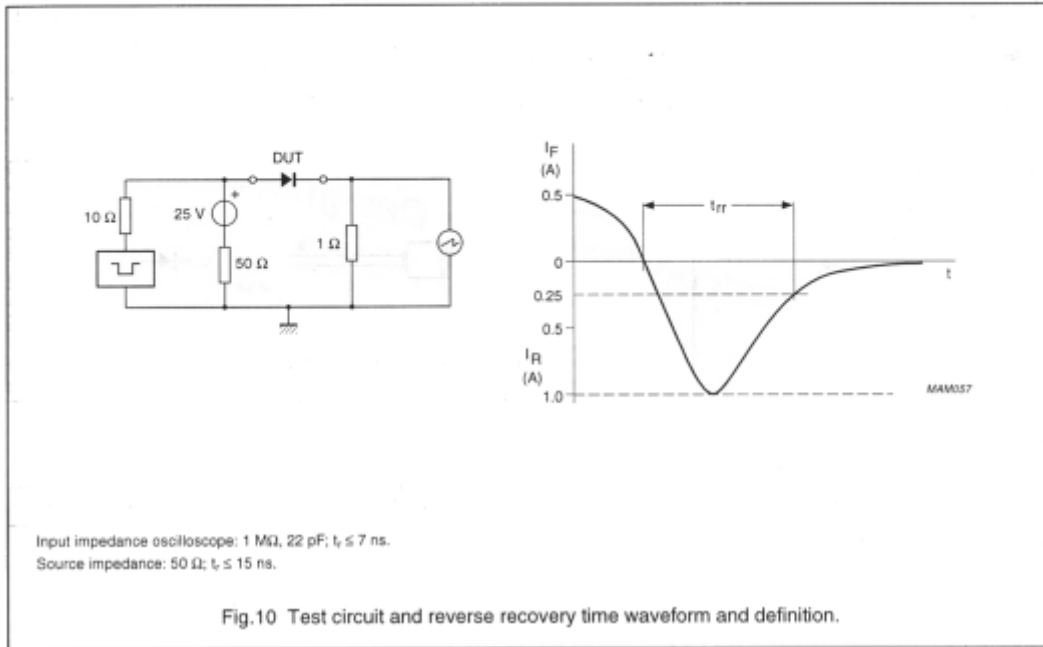 DUT
10 Ω
25 V
+
50 Ω
1 Ω
I_F
(A)
0.5
t_rr
0
t
0.25
0.5
I_R
(A)
1.0
MAM057
Input impedance oscilloscope: 1 MΩ, 22 pF; t_r ≤ 7 ns.
Source impedance: 50 Ω; t_r ≤ 15 ns.
Fig.10 Test circuit and reverse recovery time waveform and definition.